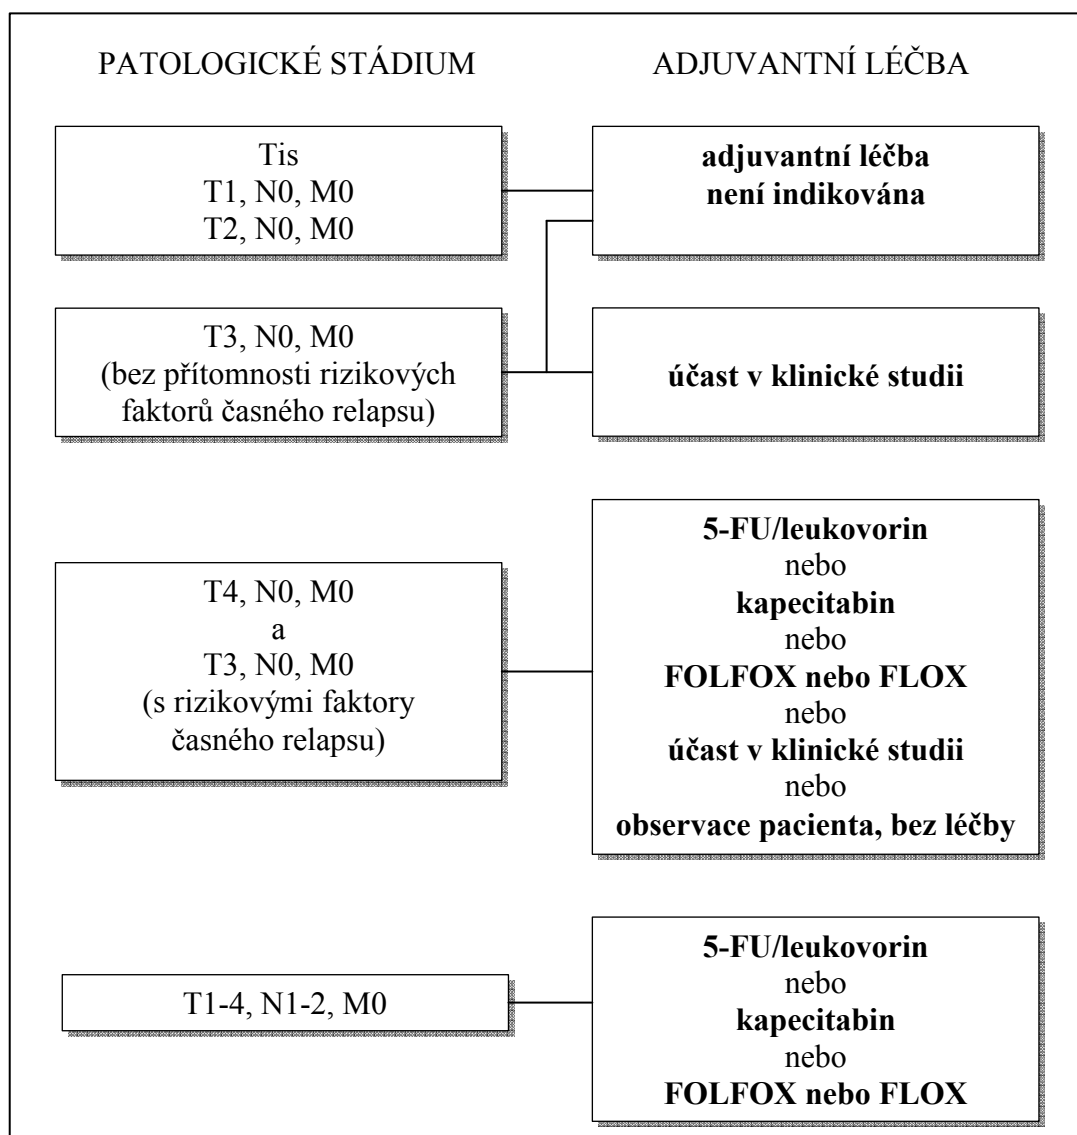 PATOLOGICKÉ STÁDIUM
ADJUVANTNÍ LÉČBA
Tis
T1, N0, M0
T2, N0, M0
adjuvantní léčba
není indikována
T3, N0, M0
(bez přítomnosti rizikových
faktorů časného relapsu)
účast v klinické studii
T4, N0, M0
a
T3, N0, M0
(s rizikovými faktory
časného relapsu)
5-FU/leukovorin
nebo
kapecitabin
nebo
FOLFOX nebo FLOX
nebo
účast v klinické studii
nebo
observace pacienta, bez léčby
T1-4, N1-2, M0
5-FU/leukovorin
nebo
kapecitabin
nebo
FOLFOX nebo FLOX